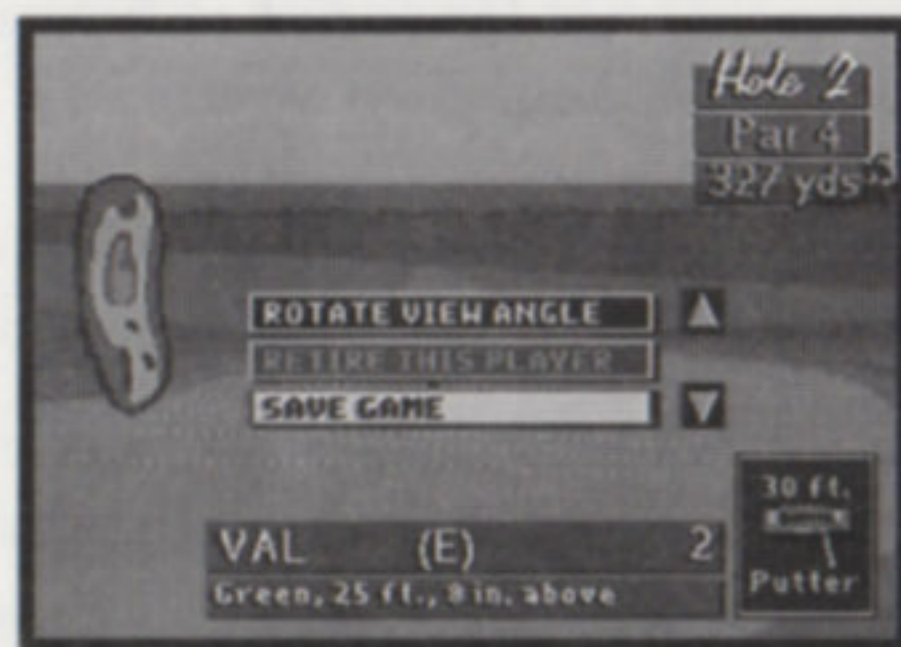 Hole 2
Par 4
327 yds
ROTATE VIEW ANGLE
RETIRE THIS PLAYER
SAVE GAME
30 ft.
Putter
VAL (E) 2
Green, 25 ft., 8 in. above